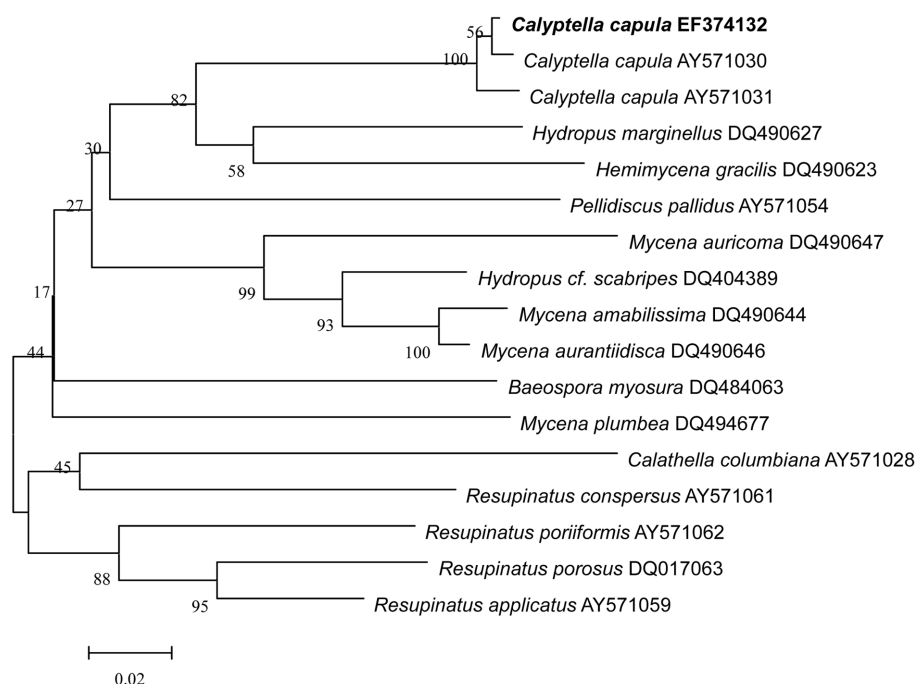 56
Calyptella capula EF374132
100
Calyptella capula AY571030
Calyptella capula AY571031
82
Hydropus marginellus DQ490627
58
Hemimycena gracilis DQ490623
30
27
Pellidiscus pallidus AY571054
Mycena auricoma DQ490647
99
Hydropus cf. scabripes DQ404389
17
93
Mycena amabilissima DQ490644
44
100
Mycena aurantiidisca DQ490646
Baeospora myosura DQ484063
Mycena plumbea DQ494677
45
Calathella columbiana AY571028
Resupinatus conspersus AY571061
Resupinatus poriiformis AY571062
88
Resupinatus porosus DQ017063
95
Resupinatus applicatus AY571059
0.02